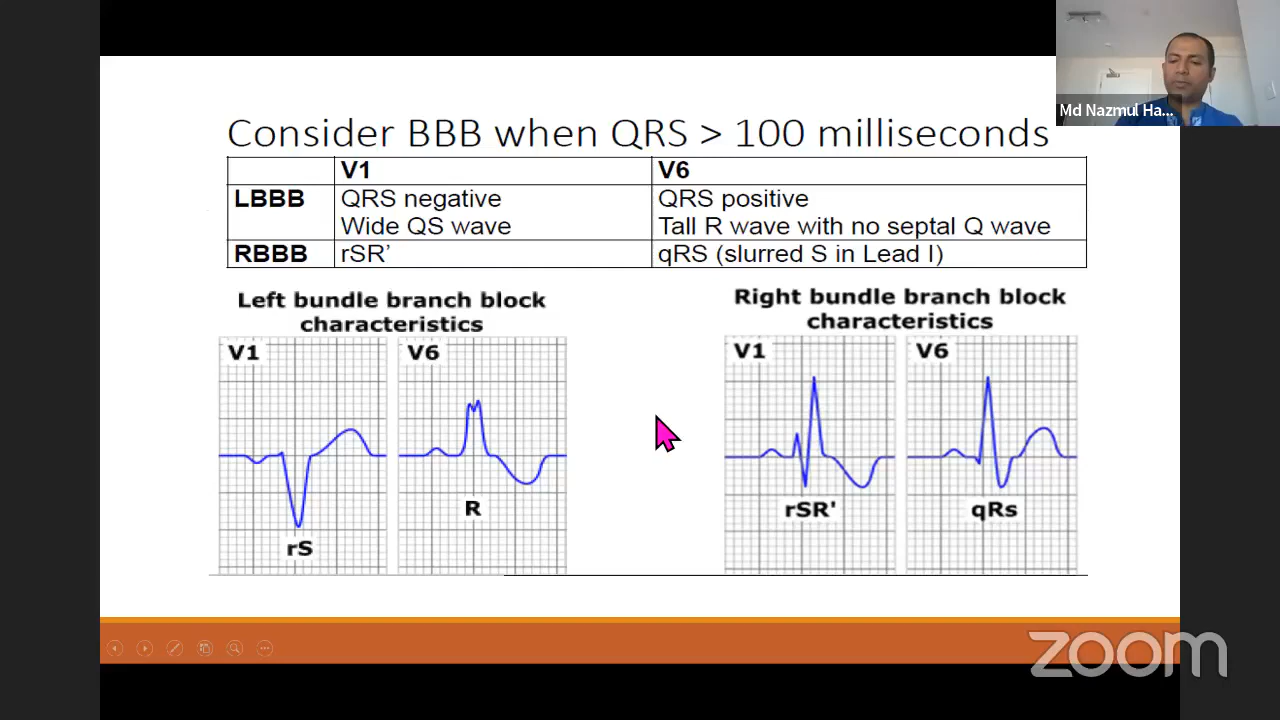 Md Nazmul Ha...
Consider BBB when QRS > 100 milliseconds
V1 V6
LBBB QRS negative QRS positive
Wide QS wave Tall R wave with no septal Q wave
RBBB rSR’ qRS (slurred S in Lead I)
Left bundle branch block
characteristics
V1 V6
rS
R
Right bundle branch block
characteristics
V1 V6
rSR'
qRs
zoom